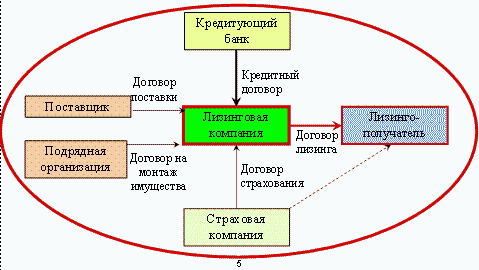 Кредитующий
банк
Кредитный
договор
Договор
поставки
Поставщик
Лизинговая
компания
Лизинго-
получатель
Договор
лизинга
Подрядная
организация
Договор на
монтаж
имущества
Договор
страхования
Страховая
компания
5